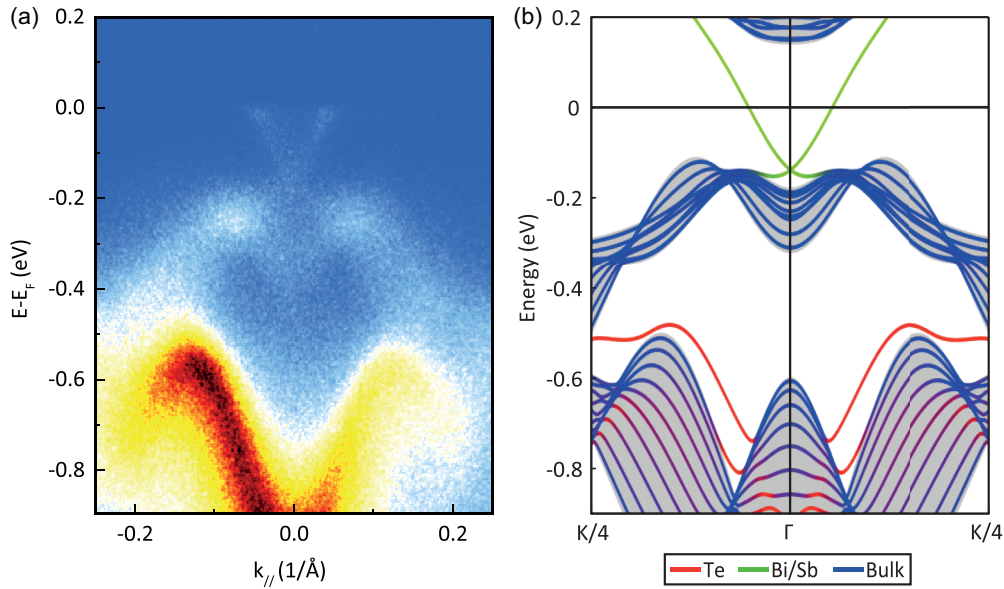 (a)
0.2
0.0
-0.2
-0.4
-0.6
-0.8
E-E_F (eV)
-0.2 0.0 0.2
k_// (1/Å)
(b)
0.2
0
-0.2
-0.4
-0.6
-0.8
Energy (eV)
K/4 Γ K/4
Te Bi/Sb Bulk